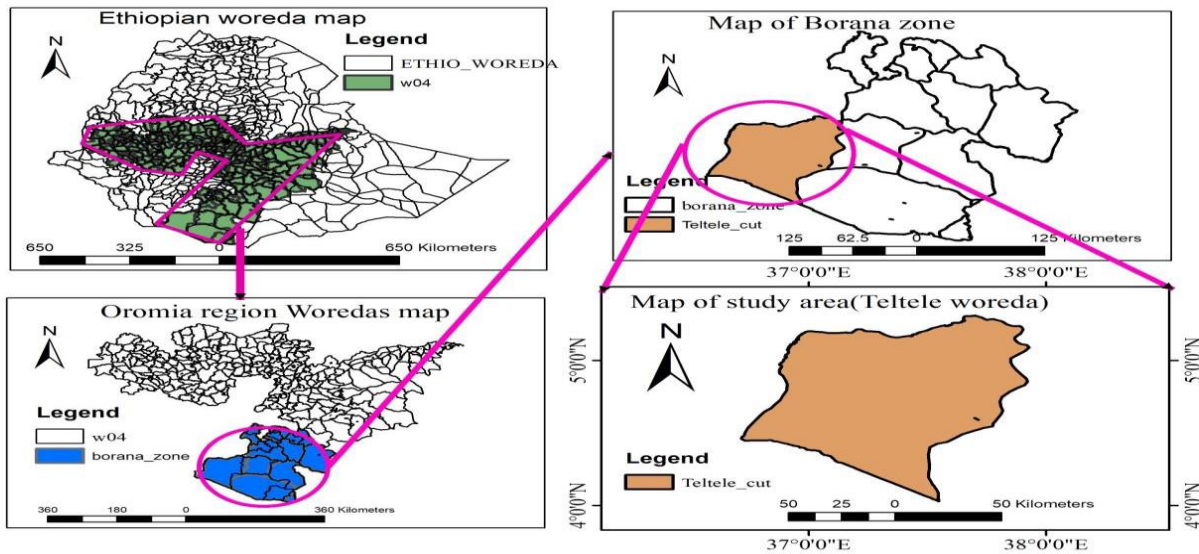 Ethiopian woreda map
N
Legend
ETHIO_WOREDA
w04
650 325 0 650 Kilometers
Map of Borana zone
N
Legend
borana_zone
Teltele_cut
125 62.5 0 125 Kilometers
37°0'0"E 38°0'0"E
Oromia region Woredas map
N
Legend
w04
borana_zone
360 180 0 360 Kilometers
Map of study area(Teltele woreda)
N
5°0'0"N 5°0'0"N
Legend
Teltele_cut
50 25 0 50 Kilometers
4°0'0"N 4°0'0"N
37°0'0"E 38°0'0"E